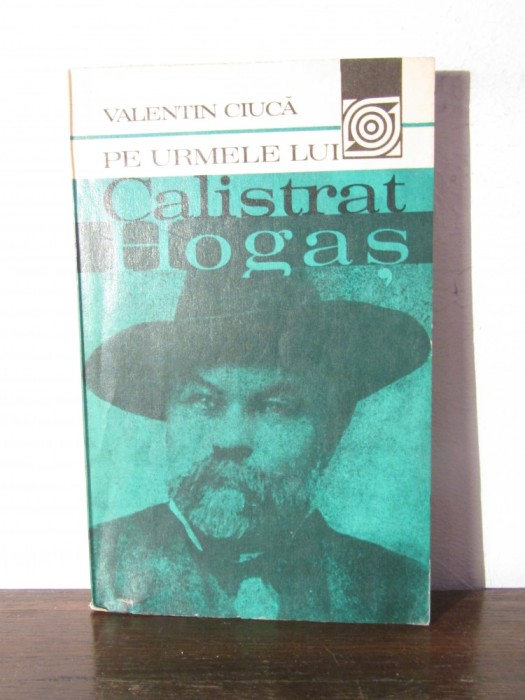 VALENTIN CIUCĂ
PE URMELE LUI
Calistrat
Hogaș